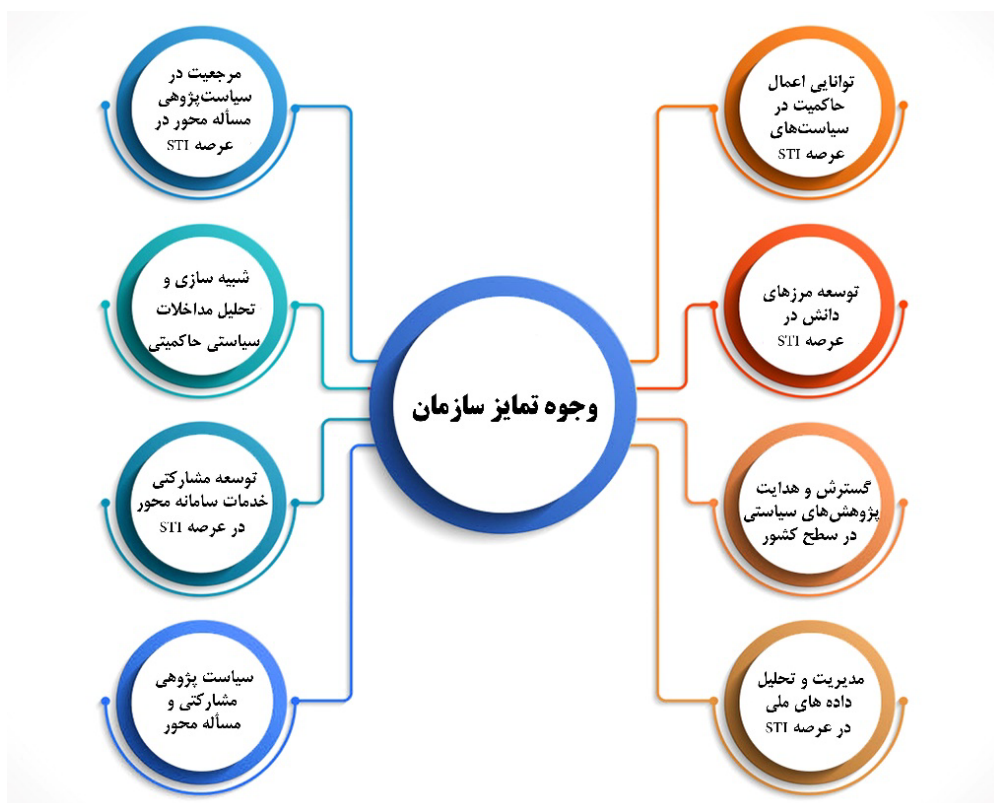 توانایی اعمال
حاکمیت در
سیاست‌های
عرصه STI
توسعه مرزهای
دانش در
عرصه STI
گسترش و هدایت
پژوهش‌های سیاستی
در سطح کشور
مدیریت و تحلیل
داده های ملی
در عرصه STI
وجوه تمایز سازمان
مرجعیت در
سیاست‌پژوهی
مسأله محور در
عرصه STI
شبیه سازی و
تحلیل مداخلات
سیاستی حاکمیتی
توسعه مشارکتی
خدمات سامانه محور
در عرصه STI
سیاست پژوهی
مشارکتی و
مسأله محور